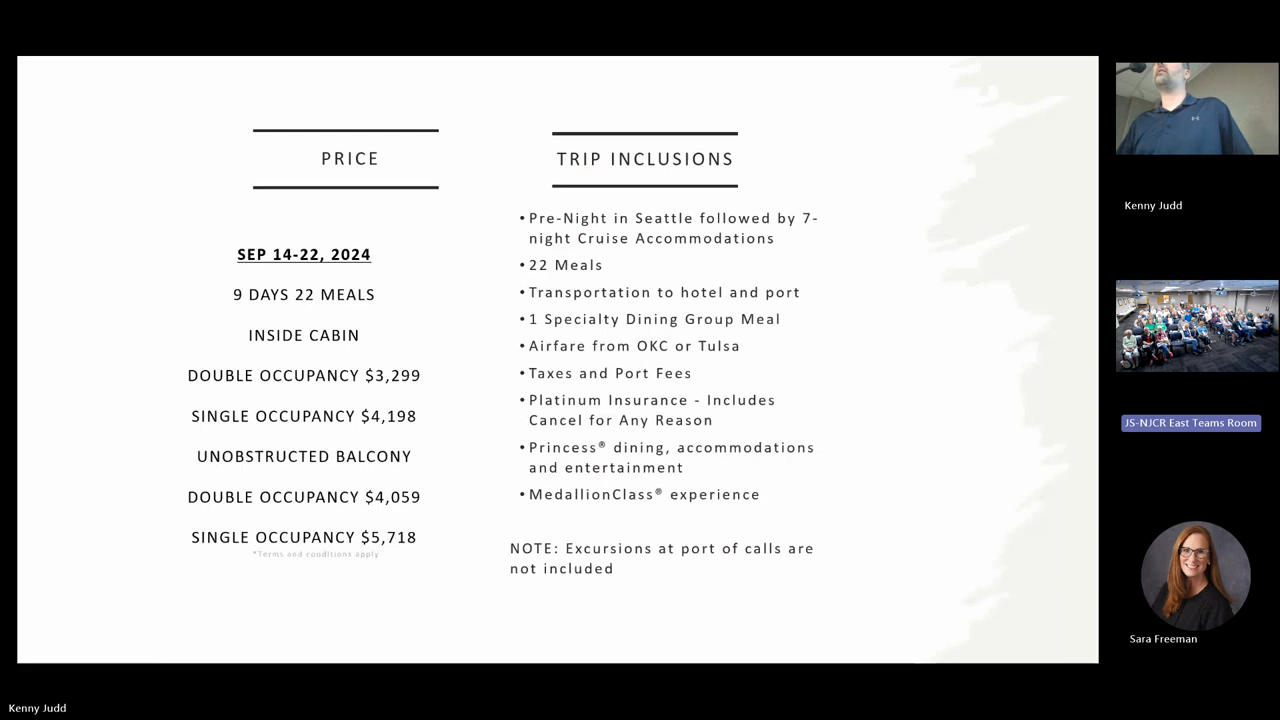 PRICE
SEP 14-22, 2024
9 DAYS 22 MEALS
INSIDE CABIN
DOUBLE OCCUPANCY $3,299
SINGLE OCCUPANCY $4,198
UNOBSTRUCTED BALCONY
DOUBLE OCCUPANCY $4,059
SINGLE OCCUPANCY $5,718
*Terms and conditions apply
TRIP INCLUSIONS
• Pre-Night in Seattle followed by 7-
night Cruise Accommodations
• 22 Meals
• Transportation to hotel and port
• 1 Specialty Dining Group Meal
• Airfare from OKC or Tulsa
• Taxes and Port Fees
• Platinum Insurance - Includes
Cancel for Any Reason
• Princess® dining, accommodations
and entertainment
• MedallionClass® experience
NOTE: Excursions at port of calls are
not included
Kenny Judd
JS-NJCR East Teams Room
Sara Freeman
Kenny Judd